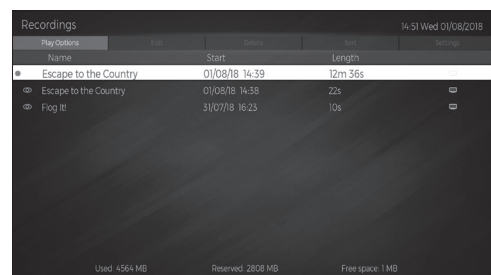 Recordings 14:51 Wed 01/08/2018
Play Options Edit Delete Sort Settings
Name Start Length
Escape to the Country 01/08/18 14:39 12m 36s
Escape to the Country 01/08/18 14:38 22s
Flog It! 31/07/18 16:23 10s
Used: 4564 MB Reserved: 2808 MB Free space: 1 MB